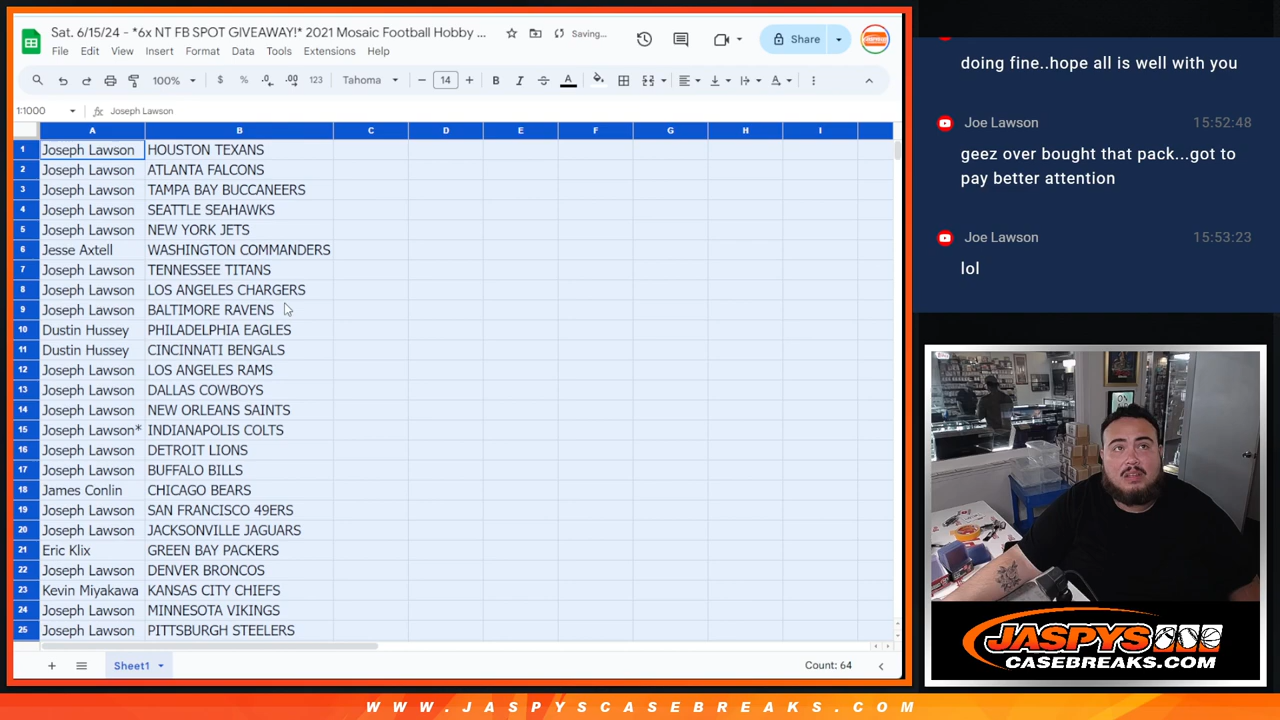 Sat. 6/15/24 - *6x NT FB SPOT GIVEAWAY!* 2021 Mosaic Football Hobby ...
Saving...
Share
File Edit View Insert Format Data Tools Extensions Help
100% $ % .0 .00 123 Tahoma - 14 + B I S A
1:1000 fx Joseph Lawson
A B C D E F G H I
1 Joseph Lawson HOUSTON TEXANS
2 Joseph Lawson ATLANTA FALCONS
3 Joseph Lawson TAMPA BAY BUCCANEERS
4 Joseph Lawson SEATTLE SEAHAWKS
5 Joseph Lawson NEW YORK JETS
6 Jesse Axtell WASHINGTON COMMANDERS
7 Joseph Lawson TENNESSEE TITANS
8 Joseph Lawson LOS ANGELES CHARGERS
9 Joseph Lawson BALTIMORE RAVENS
10 Dustin Hussey PHILADELPHIA EAGLES
11 Dustin Hussey CINCINNATI BENGALS
12 Joseph Lawson LOS ANGELES RAMS
13 Joseph Lawson DALLAS COWBOYS
14 Joseph Lawson NEW ORLEANS SAINTS
15 Joseph Lawson* INDIANAPOLIS COLTS
16 Joseph Lawson DETROIT LIONS
17 Joseph Lawson BUFFALO BILLS
18 James Conlin CHICAGO BEARS
19 Joseph Lawson SAN FRANCISCO 49ERS
20 Joseph Lawson JACKSONVILLE JAGUARS
21 Eric Klix GREEN BAY PACKERS
22 Joseph Lawson DENVER BRONCOS
23 Kevin Miyakawa KANSAS CITY CHIEFS
24 Joseph Lawson MINNESOTA VIKINGS
25 Joseph Lawson PITTSBURGH STEELERS
+ Sheet1 Count: 64
doing fine..hope all is well with you
Joe Lawson 15:52:48
geez over bought that pack...got to
pay better attention
Joe Lawson 15:53:23
lol
JASPYS
CASEBREAKS.COM
WWW.JASPYSCASEBREAKS.COM